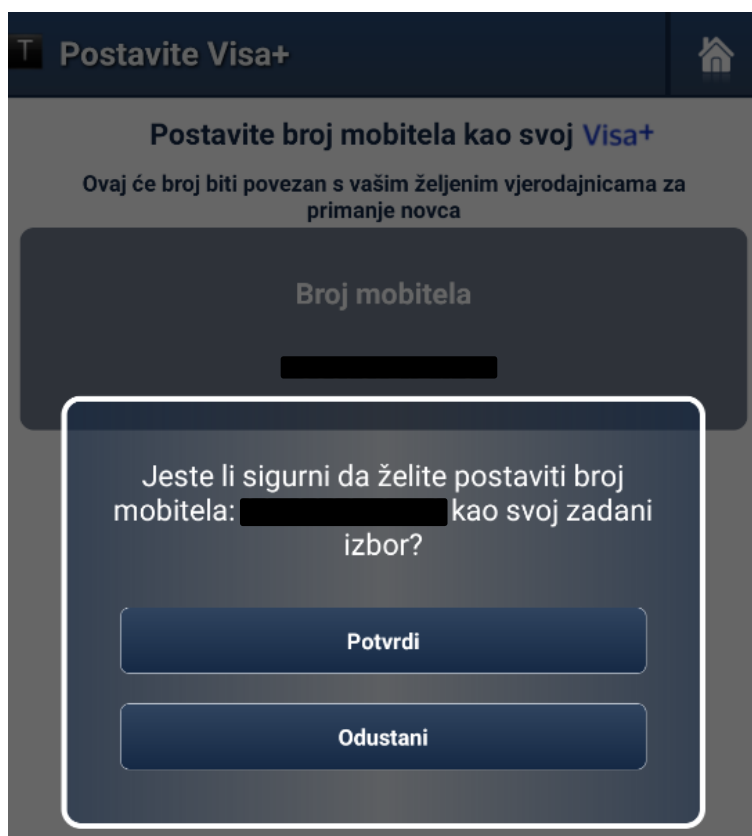 T Postavite Visa+
Postavite broj mobitela kao svoj Visa+
Ovaj će broj biti povezan s vašim željenim vjerodajnicama za
primanje novca
Broj mobitela
Jeste li sigurni da želite postaviti broj
mobitela: kao svoj zadani
izbor?
Potvrdi
Odustani